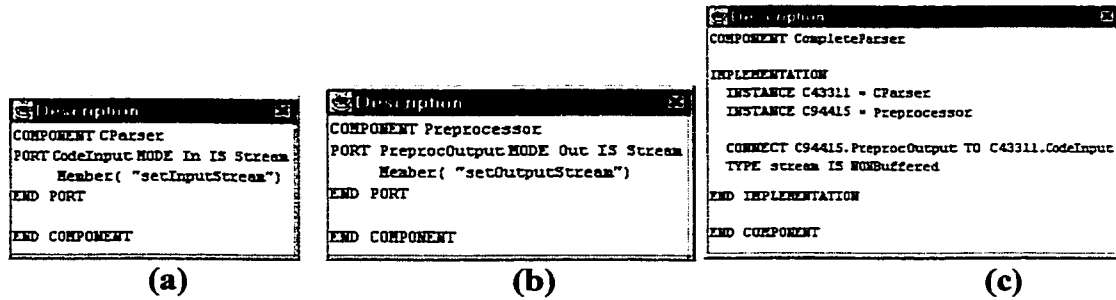 Description
COMPONENT CParser
PORT CodeInput MODE In IS Stream
Member( "setInputStream")
END PORT
END COMPONENT
(a)
Description
COMPONENT Preprocessor
PORT PreprocOutput MODE Out IS Stream
Member( "setOutputStream")
END PORT
END COMPONENT
(b)
Description
COMPONENT CompleteParser
IMPLEMENTATION
INSTANCE C43311 = CParser
INSTANCE C94415 = Preprocessor
CONNECT C94415.PreprocOutput TO C43311.CodeInput
TYPE stream IS NONBuffered
END IMPLEMENTATION
END COMPONENT
(c)